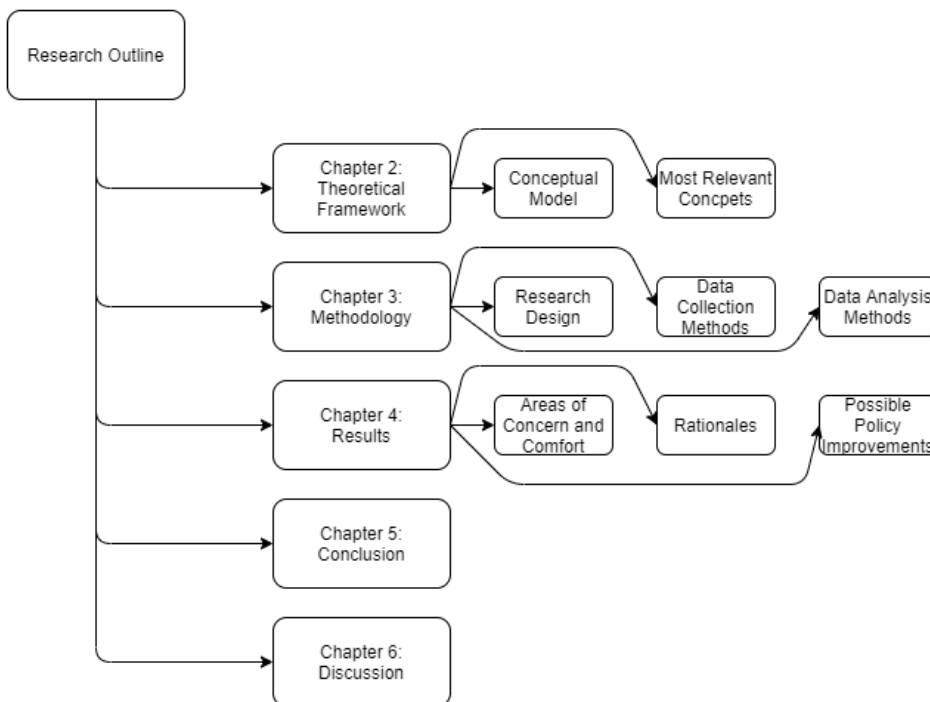 Research Outline
Chapter 2:
Theoretical
Framework
Conceptual
Model
Most Relevant
Concpets
Chapter 3:
Methodology
Research
Design
Data
Collection
Methods
Data Analysis
Methods
Chapter 4:
Results
Areas of
Concern and
Comfort
Rationales
Possible
Policy
Improvements
Chapter 5:
Conclusion
Chapter 6:
Discussion